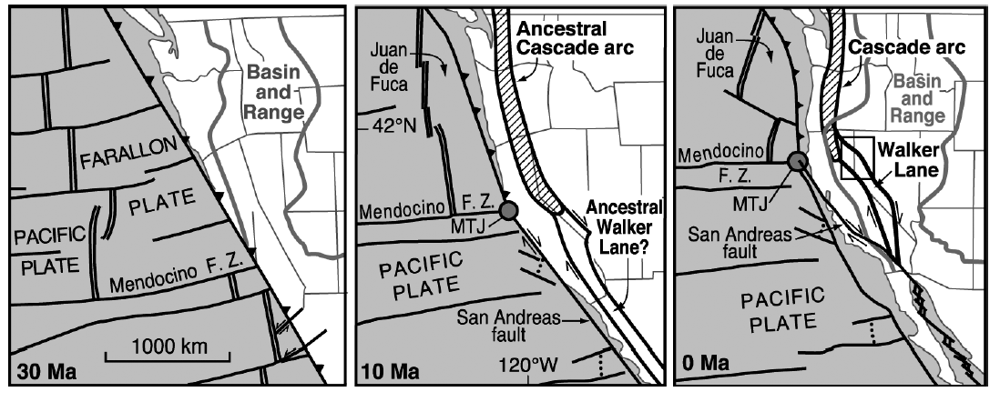 Basin
and
Range
FARALLON
PLATE
PACIFIC
PLATE
Mendocino F. Z.
1000 km
30 Ma
Juan
de
Fuca
Ancestral
Cascade arc
42°N
Mendocino F. Z.
MTJ
Ancestral
Walker
Lane?
PACIFIC
PLATE
San Andreas
fault
120°W
10 Ma
Juan
de
Fuca
Cascade arc
Basin
and
Range
Mendocino
F. Z.
Walker
Lane
MTJ
San Andreas
fault
PACIFIC
PLATE
0 Ma